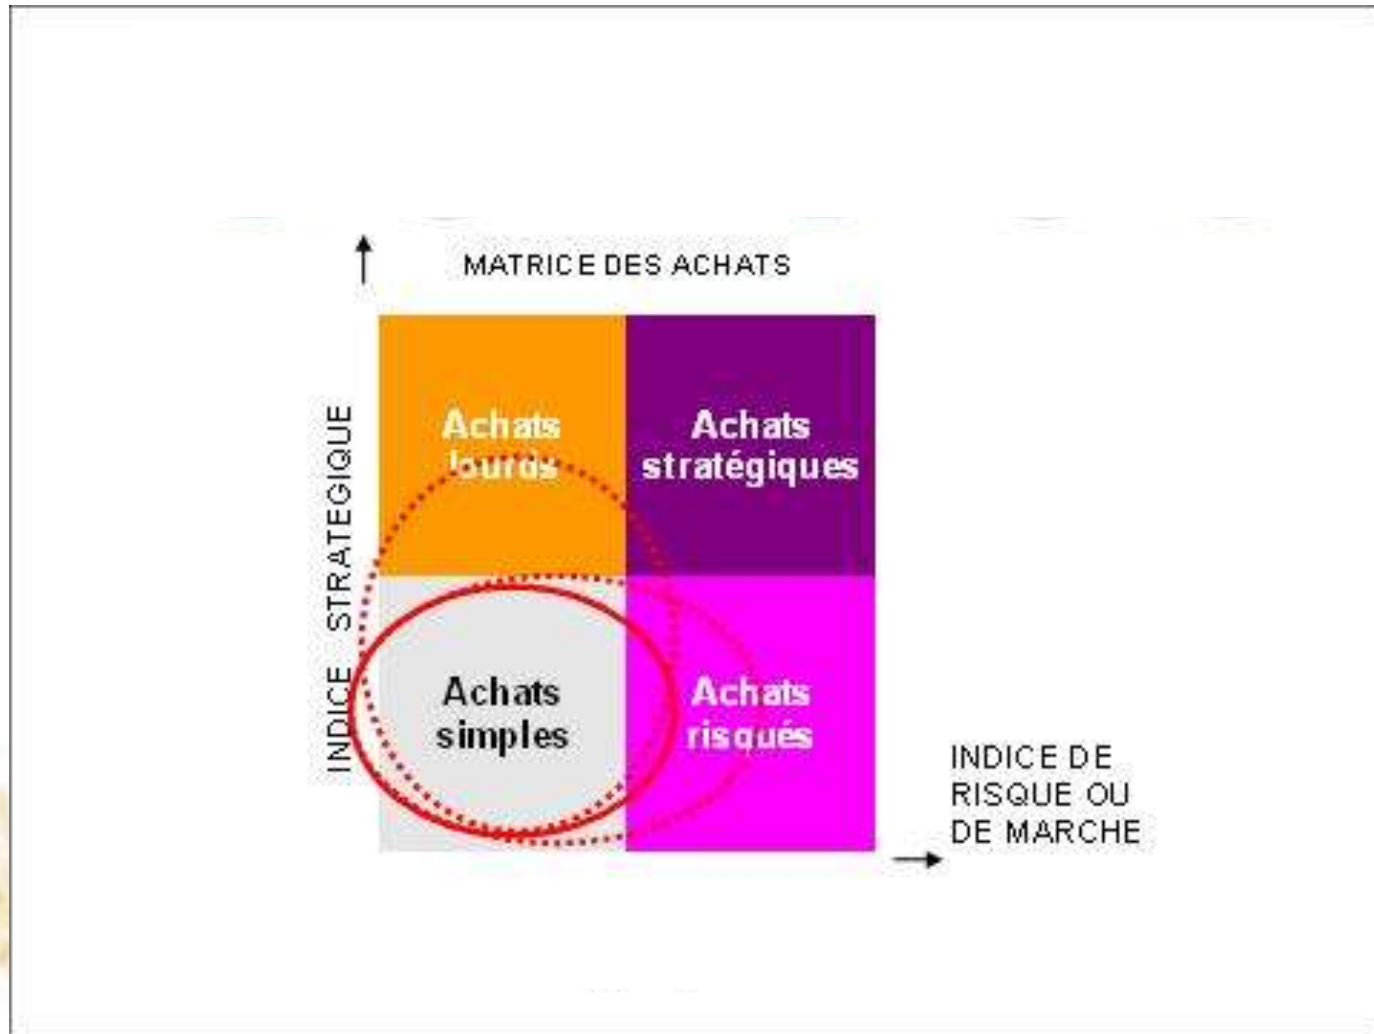 MATRICE DES ACHATS
INDICE STRATEGIQUE
Achats
lourds
Achats
stratégiques
Achats
simples
Achats
risqués
INDICE DE
RISQUE OU
DE MARCHE